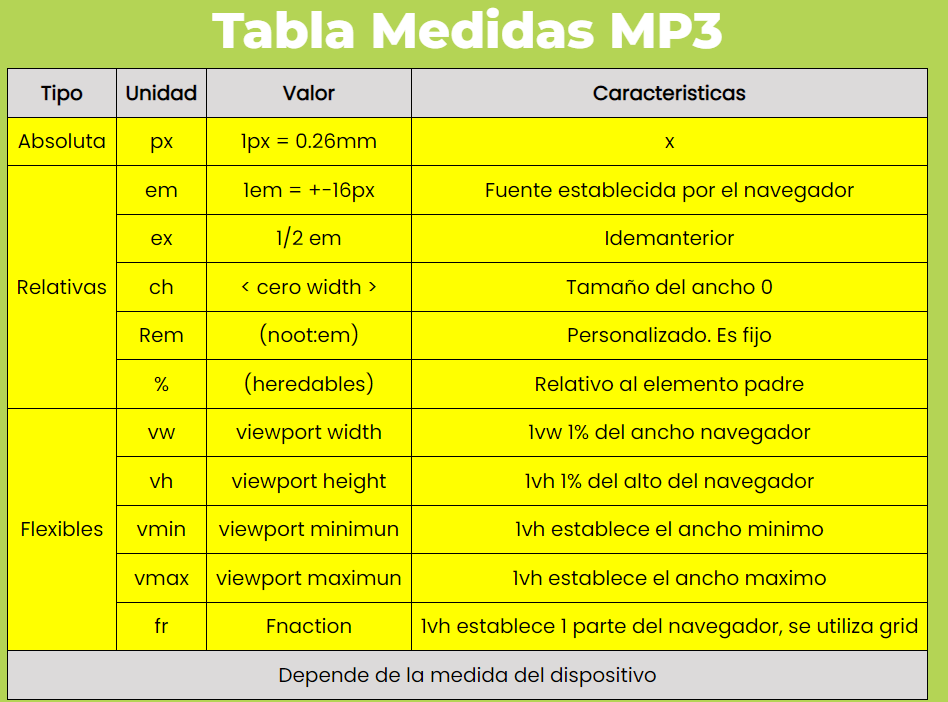 Tabla Medidas MP3
Tipo Unidad Valor Caracteristicas
Absoluta px 1px = 0.26mm x
Relativas em 1em = +-16px Fuente establecida por el navegador
ex 1/2 em Idemanterior
ch < cero width > Tamaño del ancho 0
Rem (noot:em) Personalizado. Es fijo
% (heredables) Relativo al elemento padre
Flexibles vw viewport width 1vw 1% del ancho navegador
vh viewport height 1vh 1% del alto del navegador
vmin viewport minimun 1vh establece el ancho minimo
vmax viewport maximun 1vh establece el ancho maximo
fr Fnaction 1vh establece 1 parte del navegador, se utiliza grid
Depende de la medida del dispositivo